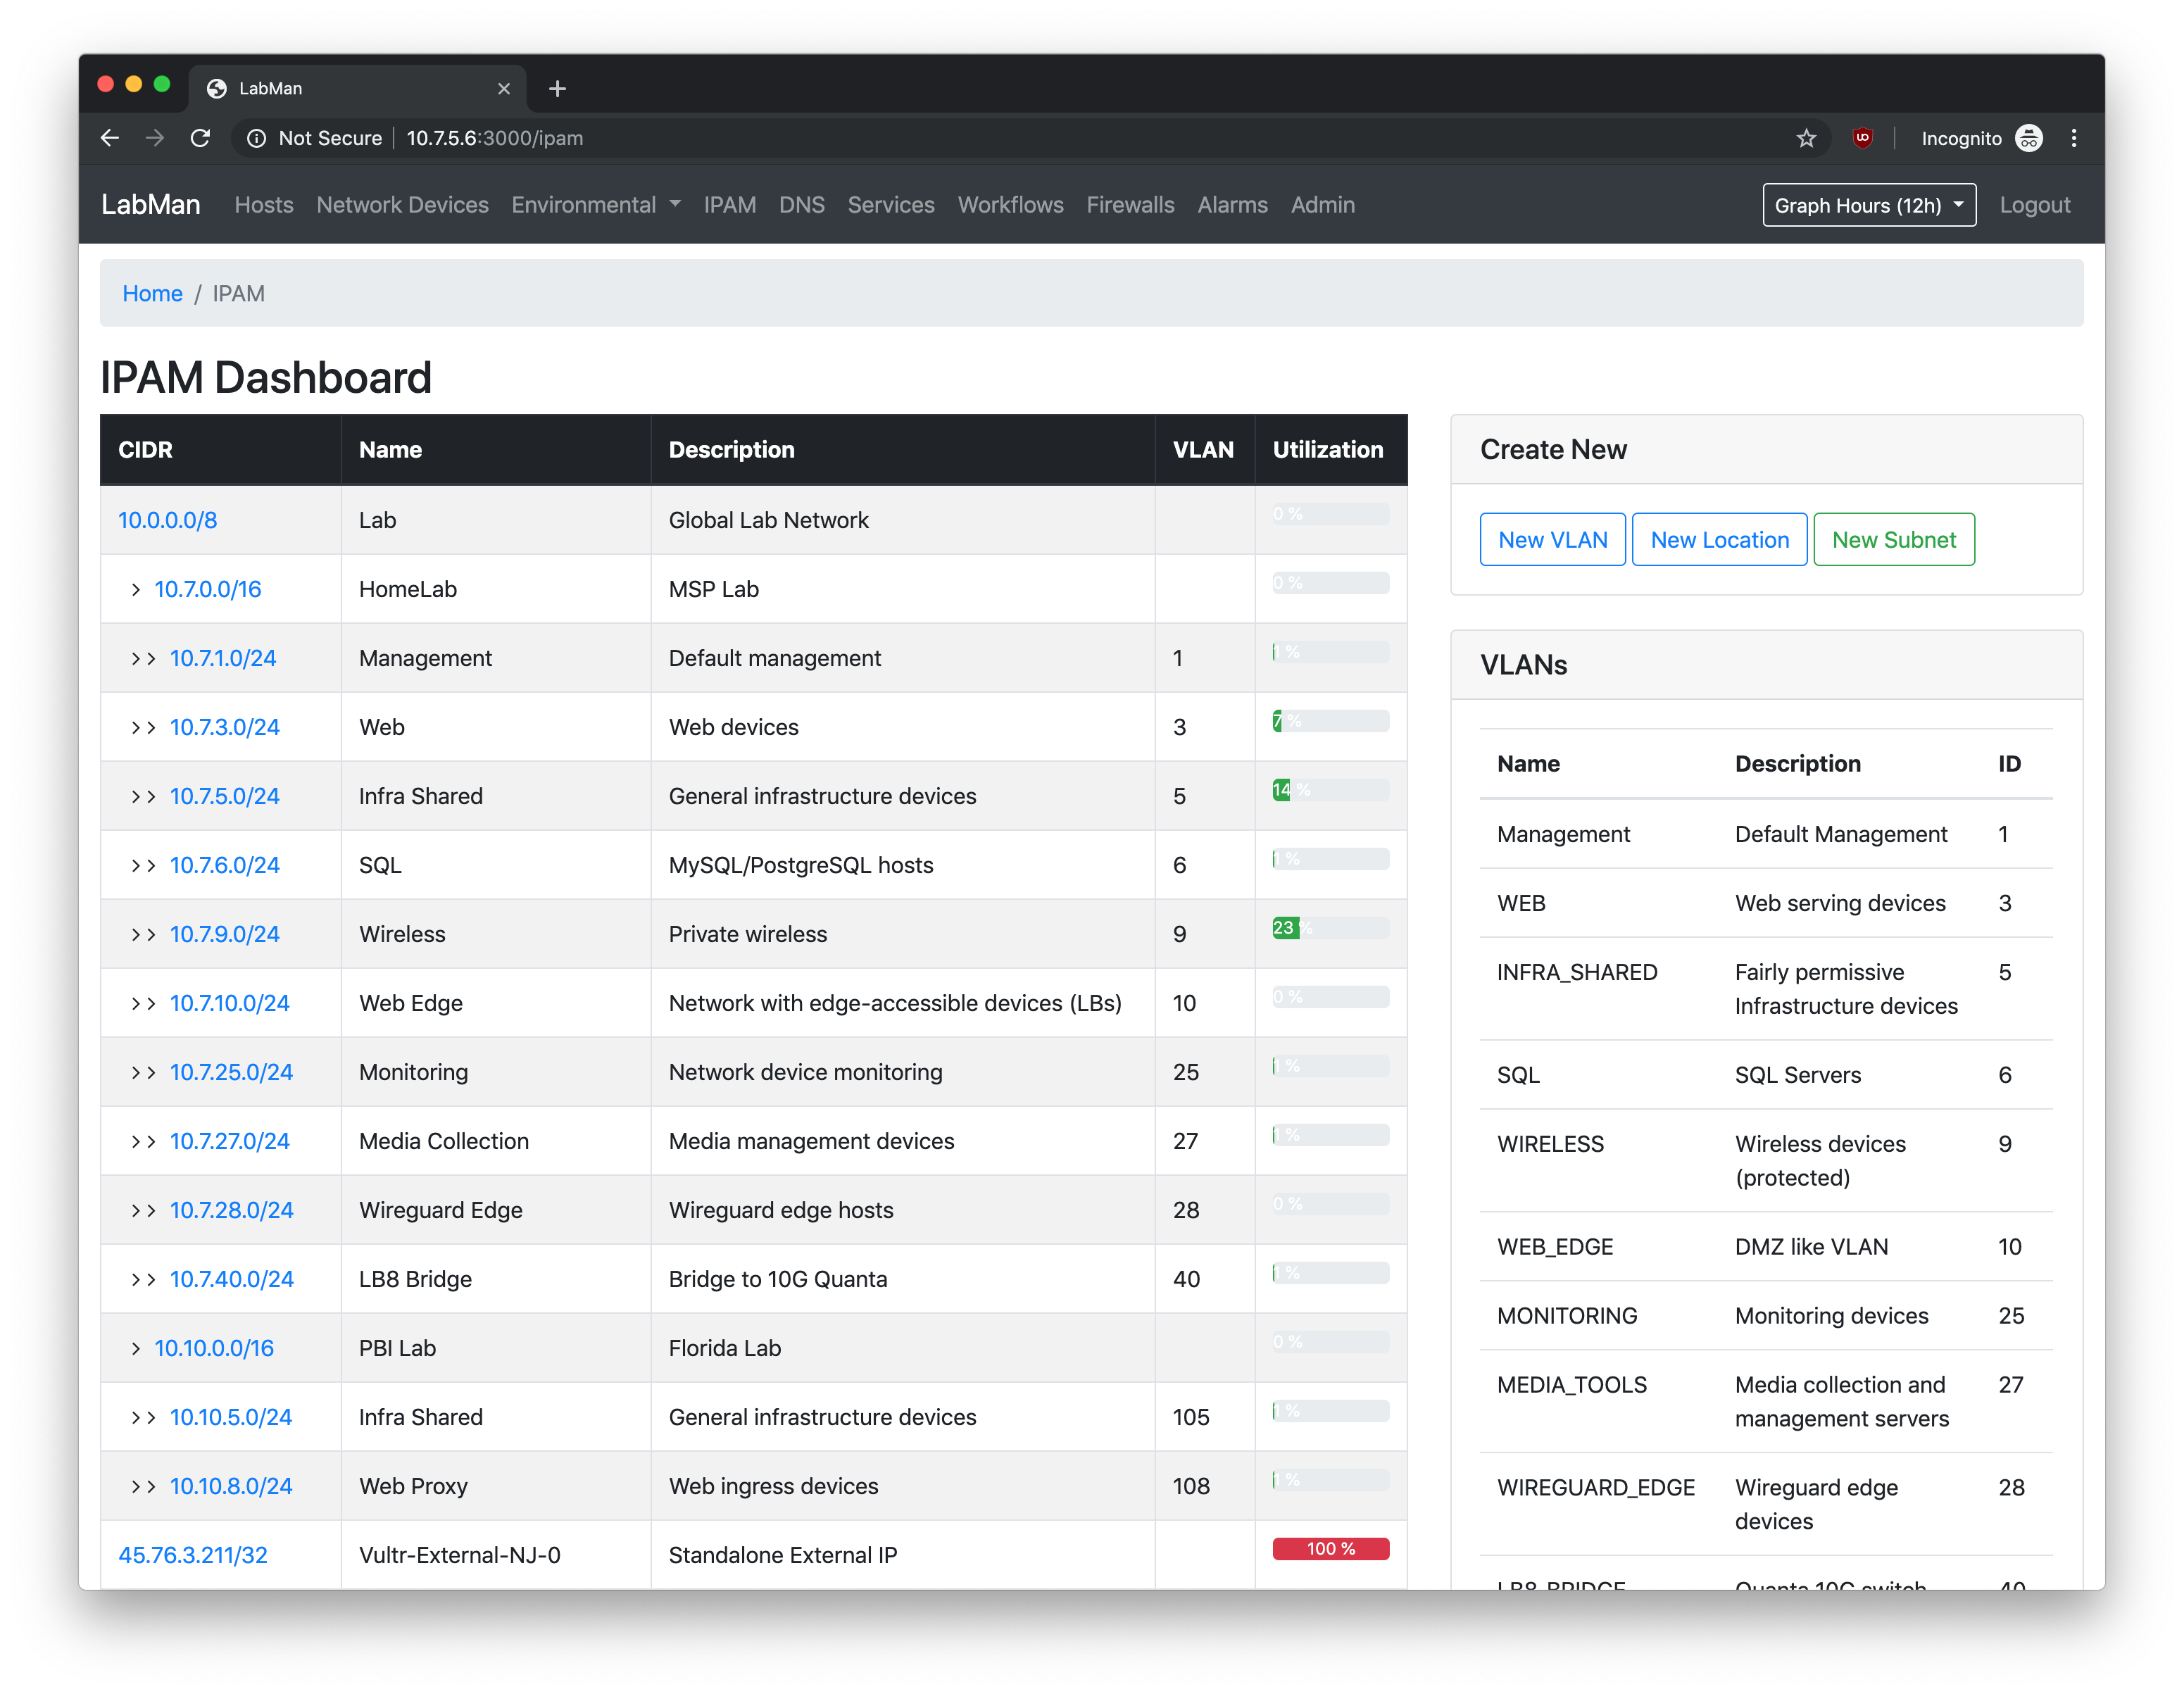 LabMan
Not Secure 10.7.5.6:3000/ipam
Incognito
LabMan Hosts Network Devices Environmental IPAM DNS Services Workflows Firewalls Alarms Admin Graph Hours (12h) Logout
Home / IPAM
IPAM Dashboard
CIDR Name Description VLAN Utilization
10.0.0.0/8 Lab Global Lab Network 0 %
> 10.7.0.0/16 HomeLab MSP Lab 0 %
> > 10.7.1.0/24 Management Default management 1 1 %
> > 10.7.3.0/24 Web Web devices 3 7 %
> > 10.7.5.0/24 Infra Shared General infrastructure devices 5 14 %
> > 10.7.6.0/24 SQL MySQL/PostgreSQL hosts 6 1 %
> > 10.7.9.0/24 Wireless Private wireless 9 23 %
> > 10.7.10.0/24 Web Edge Network with edge-accessible devices (LBs) 10 0 %
> > 10.7.25.0/24 Monitoring Network device monitoring 25 1 %
> > 10.7.27.0/24 Media Collection Media management devices 27 1 %
> > 10.7.28.0/24 Wireguard Edge Wireguard edge hosts 28 0 %
> > 10.7.40.0/24 LB8 Bridge Bridge to 10G Quanta 40 1 %
> 10.10.0.0/16 PBI Lab Florida Lab 0 %
> > 10.10.5.0/24 Infra Shared General infrastructure devices 105 1 %
> > 10.10.8.0/24 Web Proxy Web ingress devices 108 1 %
45.76.3.211/32 Vultr-External-NJ-0 Standalone External IP 100 %
Create New
New VLAN New Location New Subnet
VLANs
Name Description ID
Management Default Management 1
WEB Web serving devices 3
INFRA_SHARED Fairly permissive 5
Infrastructure devices
SQL SQL Servers 6
WIRELESS Wireless devices 9
(protected)
WEB_EDGE DMZ like VLAN 10
MONITORING Monitoring devices 25
MEDIA_TOOLS Media collection and 27
management servers
WIREGUARD_EDGE Wireguard edge 28
devices
LB8_BRIDGE Quanta 10G switch 40